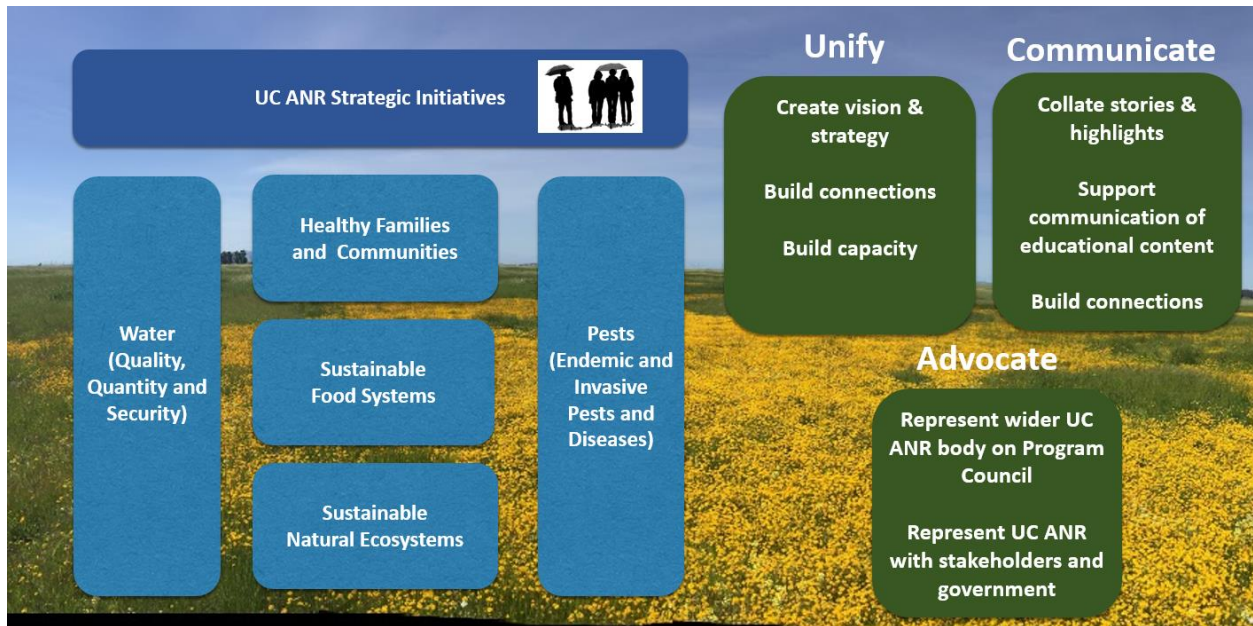 UC ANR Strategic Initiatives
Water
(Quality,
Quantity and
Security)
Healthy Families
and Communities
Sustainable
Food Systems
Sustainable
Natural Ecosystems
Pests
(Endemic and
Invasive
Pests and
Diseases)
Unify
Create vision &
strategy
Build connections
Build capacity
Communicate
Collate stories &
highlights
Support
communication of
educational content
Build connections
Advocate
Represent wider UC
ANR body on Program
Council
Represent UC ANR
with stakeholders and
government